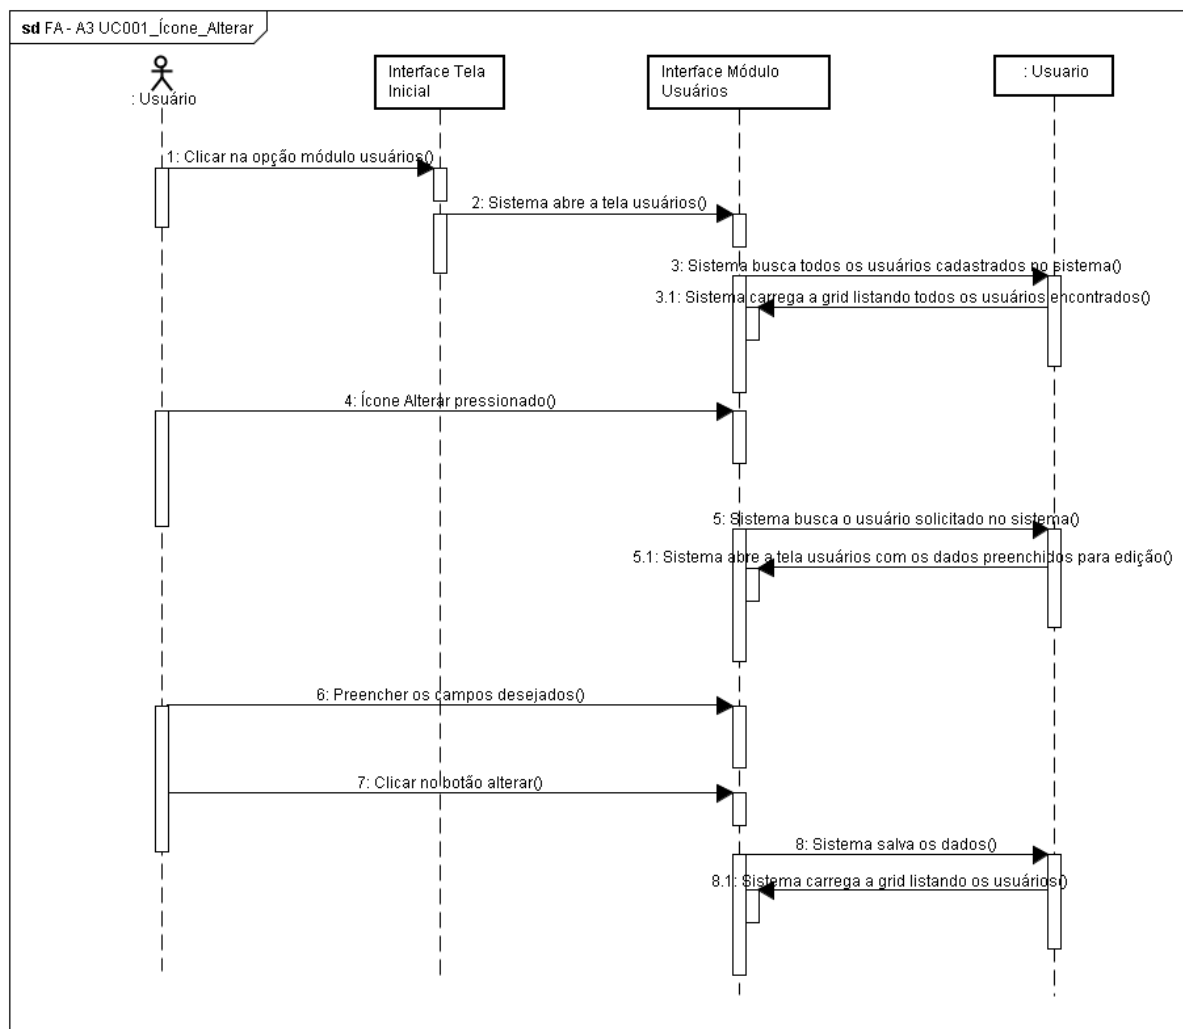 sd FA - A3 UC001_Ícone_Alterar
: Usuário
Interface Tela
Inicial
Interface Módulo
Usuários
: Usuario
1: Clicar na opção módulo usuários()
2: Sistema abre a tela usuários()
3: Sistema busca todos os usuários cadastrados no sistema()
3.1: Sistema carrega a grid listando todos os usuários encontrados()
4: Ícone Alterar pressionado()
5: Sistema busca o usuário solicitado no sistema()
5.1: Sistema abre a tela usuários com os dados preenchidos para edição()
6: Preencher os campos desejados()
7: Clicar no botão alterar()
8: Sistema salva os dados()
8.1: Sistema carrega a grid listando os usuários()